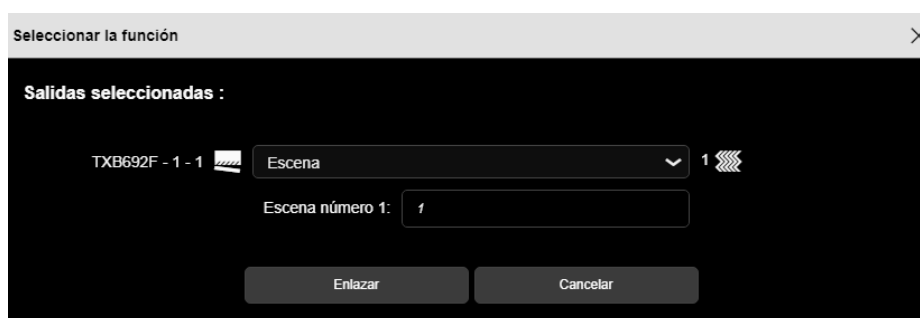 Seleccionar la función
Salidas seleccionadas :
TXB692F - 1 - 1 Escena 1
Escena número 1: 1
Enlazar Cancelar